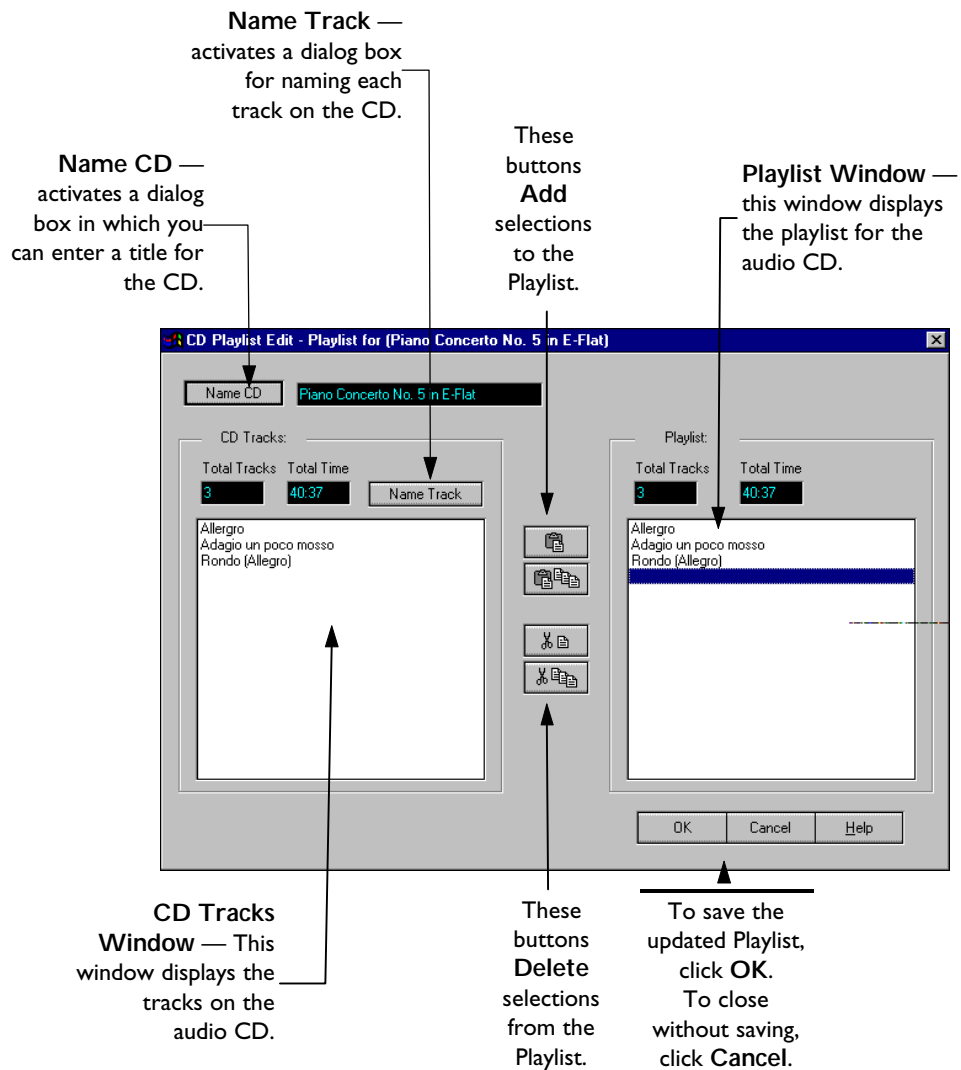 Name Track —
activates a dialog box
for naming each
track on the CD.
Name CD —
activates a dialog
box in which you
can enter a title for
the CD.
These
buttons
Add
selections
to the
Playlist.
Playlist Window —
this window displays
the playlist for the
audio CD.
CD Playlist Edit - Playlist for (Piano Concerto No. 5 in E-Flat)
Name CD
Piano Concerto No. 5 in E-Flat
CD Tracks:
Total Tracks Total Time
3 40:37 Name Track
Allergro
Adagio un poco mosso
Rondo (Allegro)
Playlist:
Total Tracks Total Time
3 40:37
Allergro
Adagio un poco mosso
Rondo (Allegro)
OK Cancel Help
CD Tracks
Window — This
window displays the
tracks on the
audio CD.
These
buttons
Delete
selections
from the
Playlist.
To save the
updated Playlist,
click OK.
To close
without saving,
click Cancel.